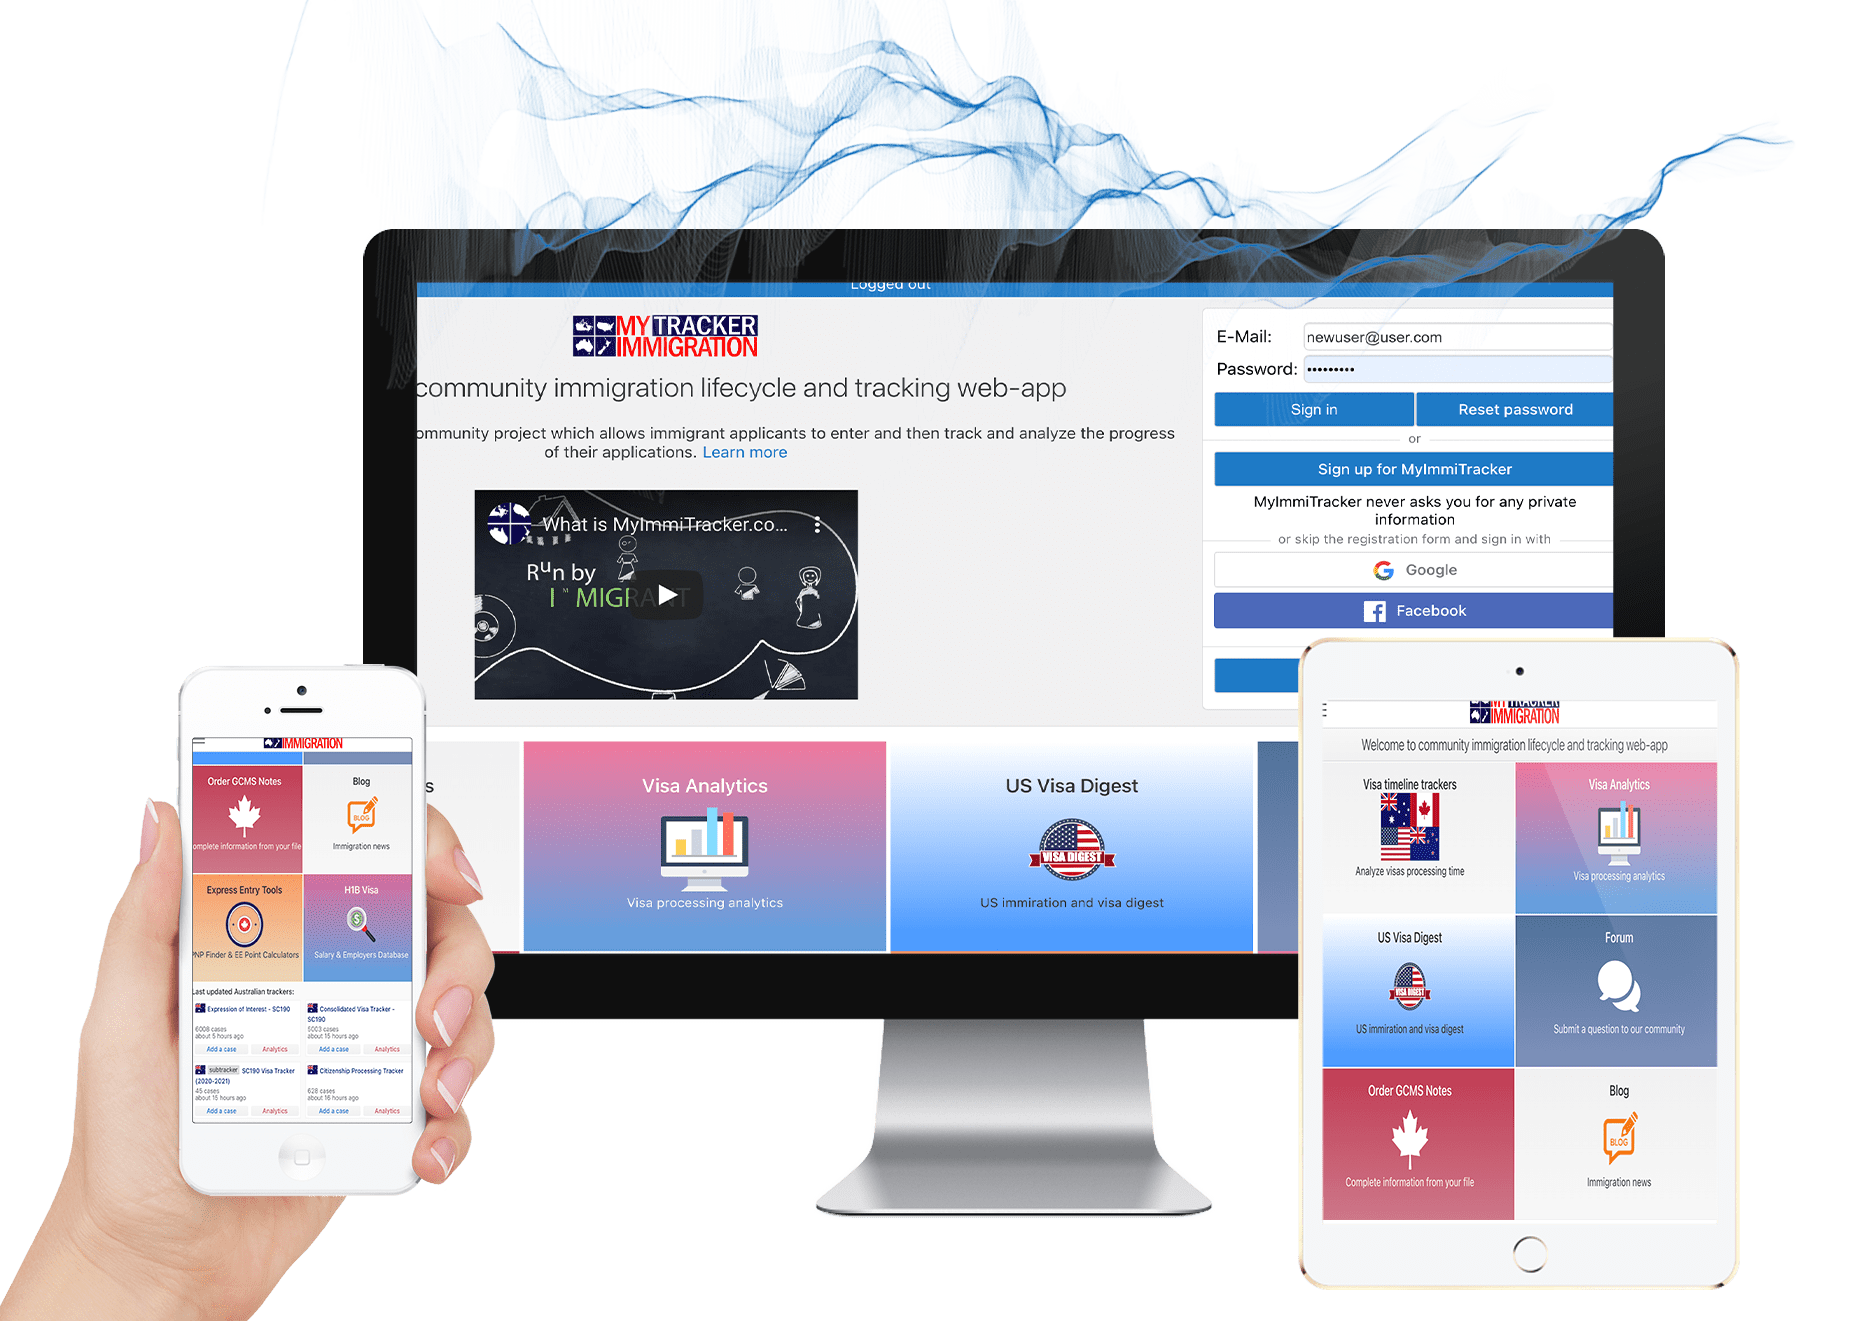 Logged out
MY TRACKER
IMMIGRATION
community immigration lifecycle and tracking web-app
ommunity project which allows immigrant applicants to enter and then track and analyze the progress
of their applications. Learn more
What is MyImmiTracker.co...
Run by
I M MIGRANT
E-Mail: newuser@user.com
Password: •••••••••
Sign in
Reset password
or
Sign up for MyImmiTracker
MyImmiTracker never asks you for any private
information
or skip the registration form and sign in with
Google
Facebook
s
Visa Analytics
Visa processing analytics
US Visa Digest
VISA DIGEST
US immiration and visa digest
IMMIGRATION
Order GCMS Notes
omplete information from your file
Blog
BLOG
Immigration news
Express Entry Tools
PNP Finder & EE Point Calculators
H1B Visa
Salary & Employers Database
Last updated Australian trackers:
Expression of Interest - SC190
6008 cases
about 5 hours ago
Add a case
Analytics
Consolidated Visa Tracker -
SC190
5003 cases
about 15 hours ago
Add a case
Analytics
subtracker SC190 Visa Tracker
(2020-2021)
45 cases
about 15 hours ago
Add a case
Analytics
Citizenship Processing Tracker
628 cases
about 16 hours ago
Add a case
Analytics
MY TRACKER
IMMIGRATION
Welcome to community immigration lifecycle and tracking web-app
Visa timeline trackers
Analyze visas processing time
Visa Analytics
Visa processing analytics
US Visa Digest
VISA DIGEST
US immiration and visa digest
Forum
Submit a question to our community
Order GCMS Notes
Complete information from your file
Blog
BLOG
Immigration news